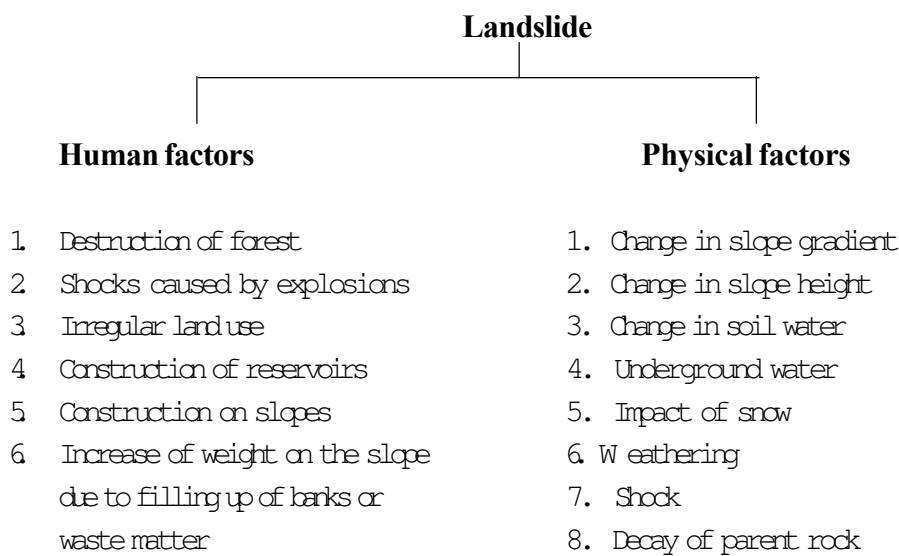 Landslide
Human factors
1. Destruction of forest
2. Shocks caused by explosions
3. Irregular land use
4. Construction of reservoirs
5. Construction on slopes
6. Increase of weight on the slope
due to filling up of banks or
waste matter
Physical factors
1. Change in slope gradient
2. Change in slope height
3. Change in soil water
4. Underground water
5. Impact of snow
6. W eathering
7. Shock
8. Decay of parent rock